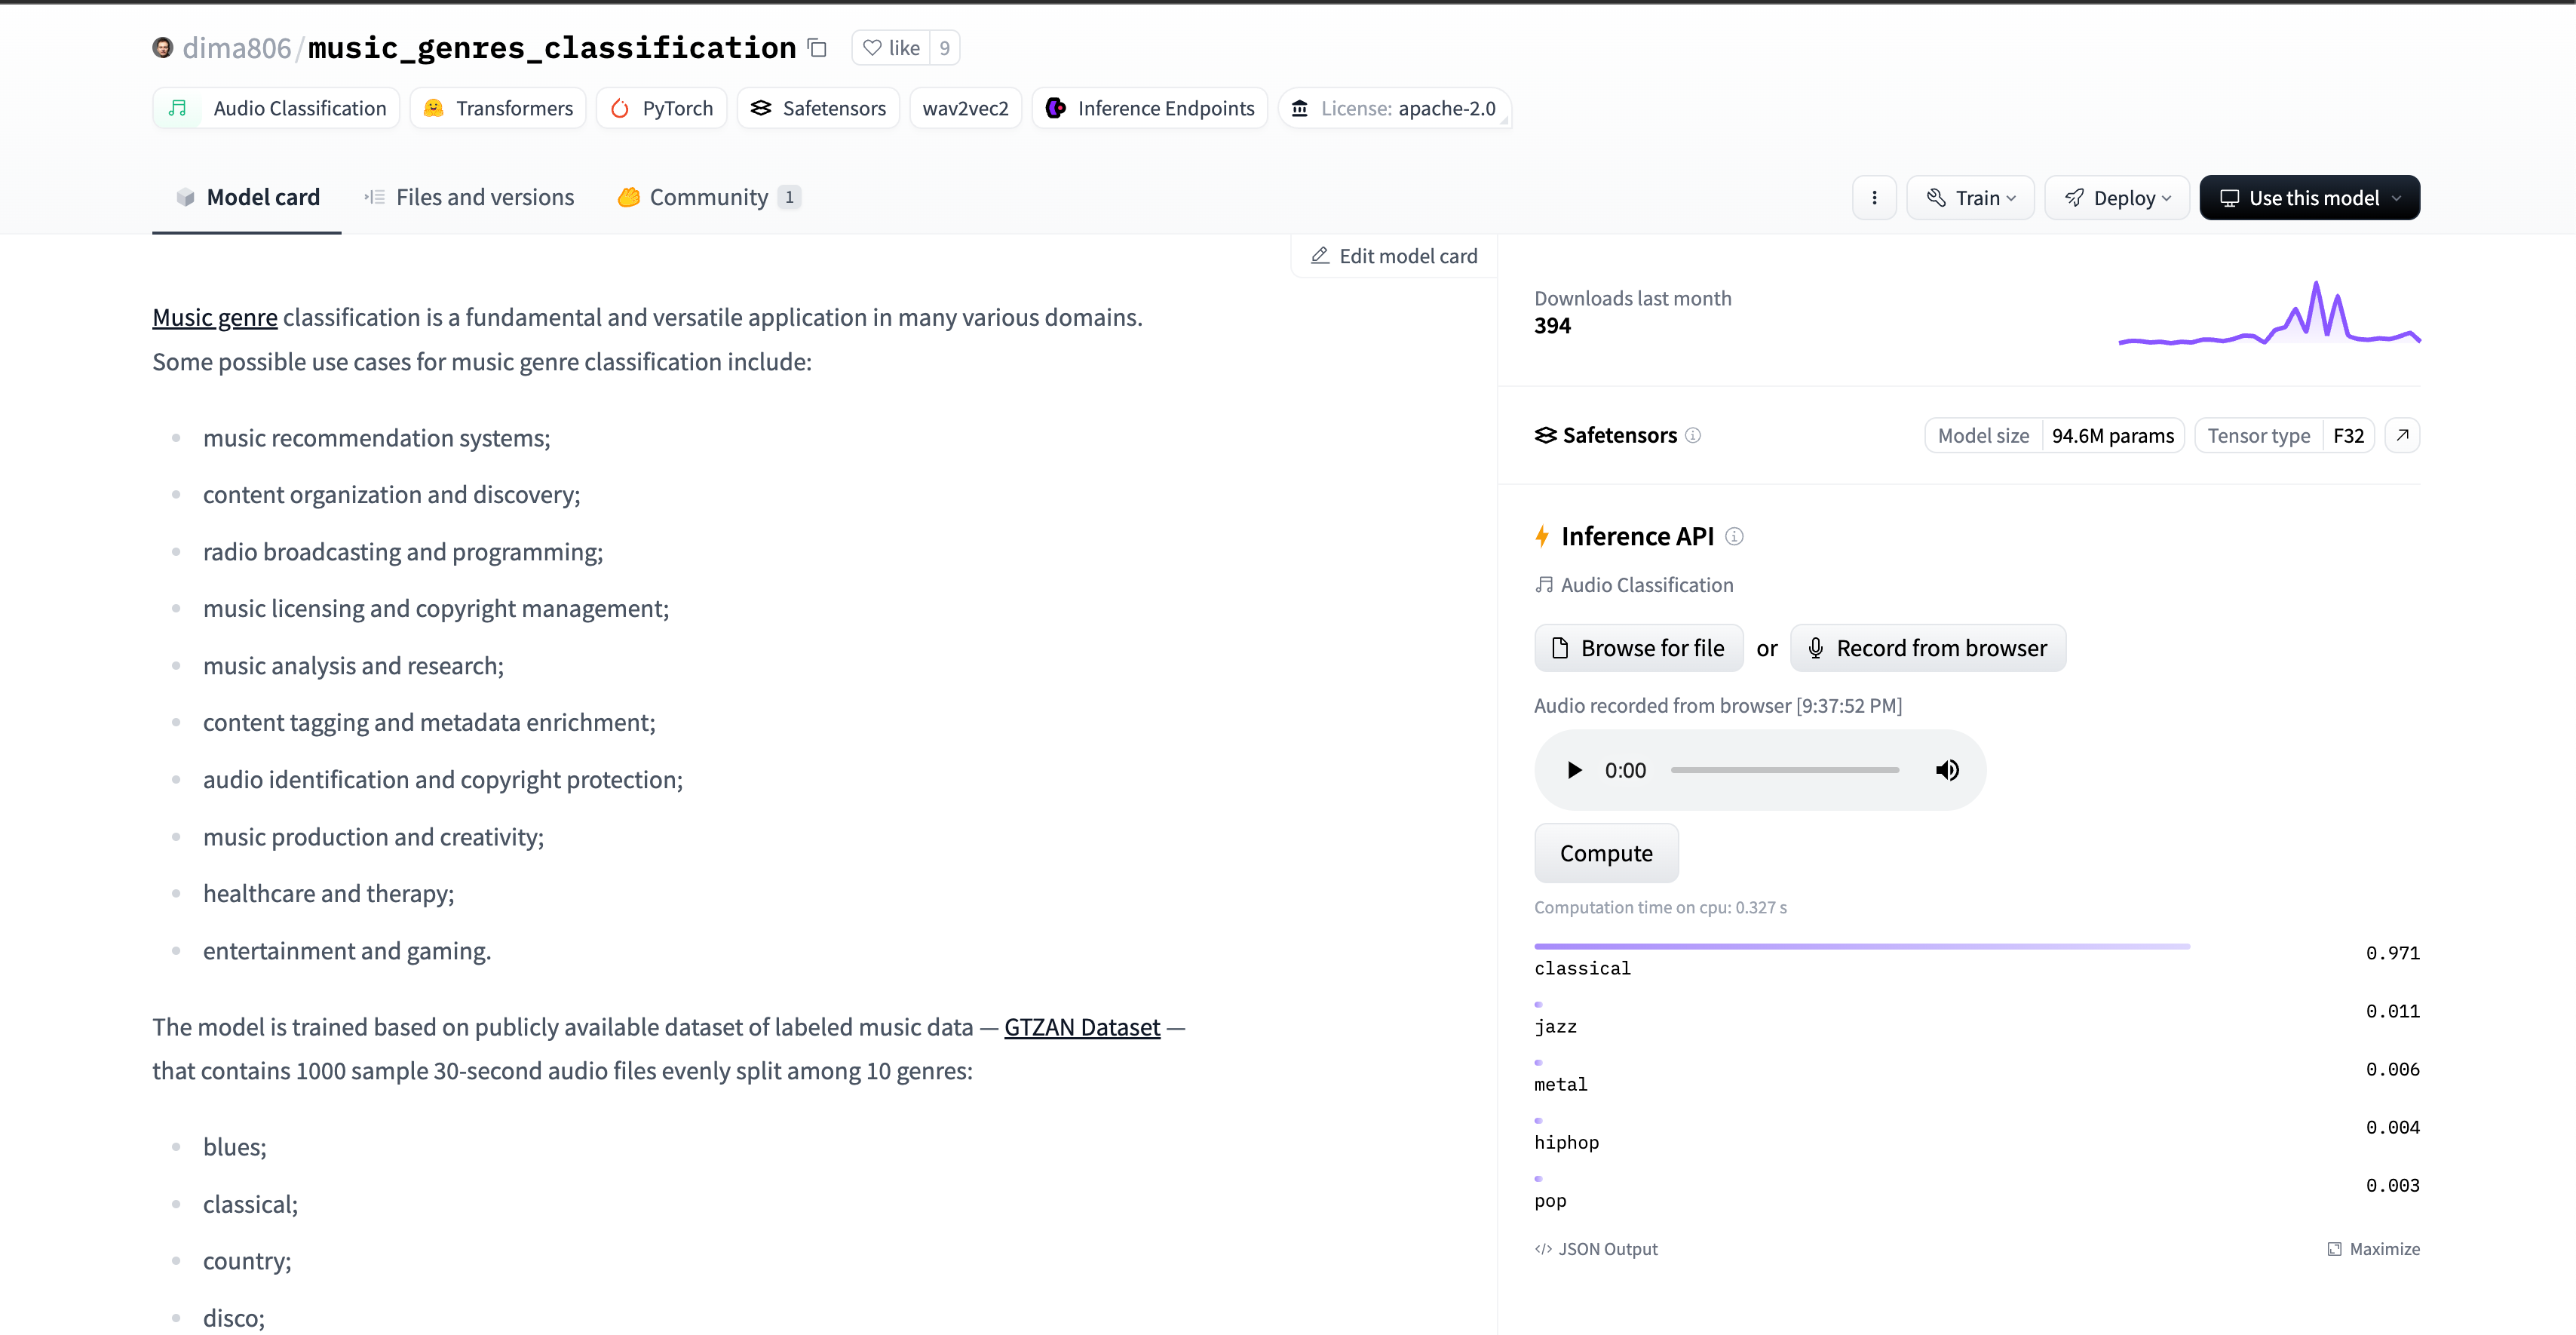 dima806/music_genres_classification like 9
Audio Classification Transformers PyTorch Safetensors wav2vec2 Inference Endpoints License: apache-2.0
Model card Files and versions Community 1 Train Deploy Use this model
Edit model card
Music genre classification is a fundamental and versatile application in many various domains.
Some possible use cases for music genre classification include:
music recommendation systems;
content organization and discovery;
radio broadcasting and programming;
music licensing and copyright management;
music analysis and research;
content tagging and metadata enrichment;
audio identification and copyright protection;
music production and creativity;
healthcare and therapy;
entertainment and gaming.
The model is trained based on publicly available dataset of labeled music data — GTZAN Dataset —
that contains 1000 sample 30-second audio files evenly split among 10 genres:
blues;
classical;
country;
disco;
Downloads last month
394
Safetensors Model size 94.6M params Tensor type F32
Inference API
Audio Classification
Browse for file or Record from browser
Audio recorded from browser [9:37:52 PM]
0:00
Compute
Computation time on cpu: 0.327 s
classical 0.971
jazz 0.011
metal 0.006
hiphop 0.004
pop 0.003
</> JSON Output Maximize